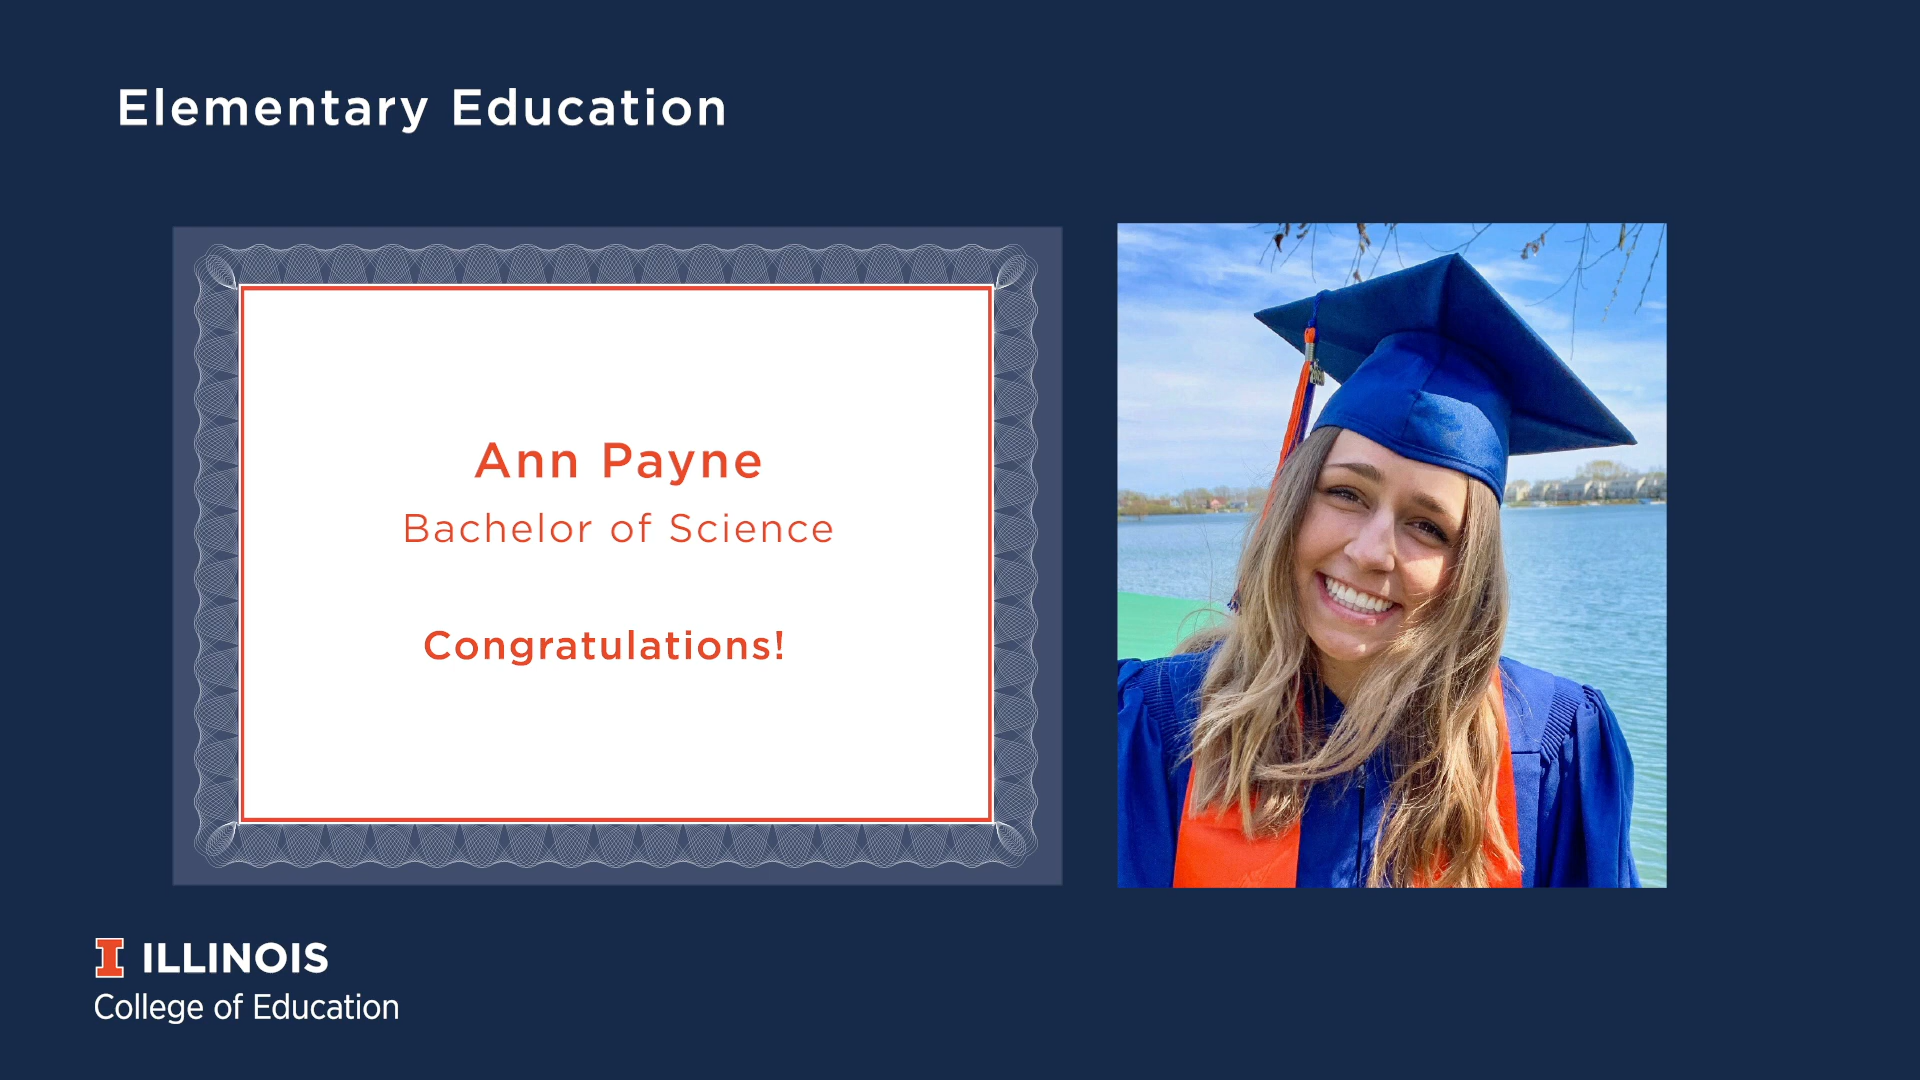 Elementary Education
Ann Payne
Bachelor of Science
Congratulations!
I ILLINOIS
College of Education